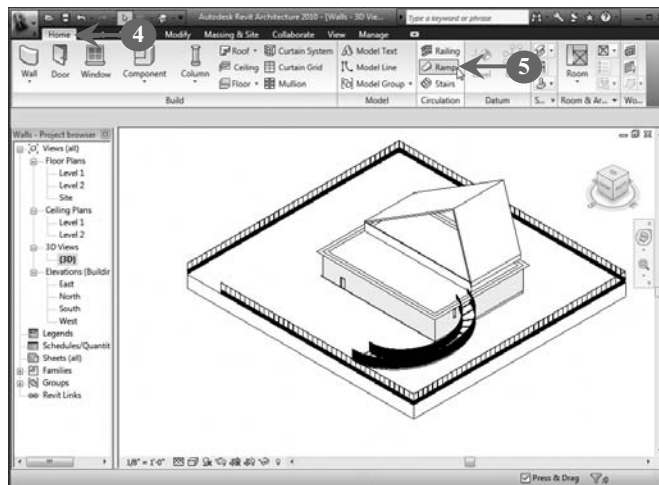 Autodesk Revit Architecture 2010 - [Walls - 3D Vie...
Type a keyword or phrase
Home
4
Modify
Massing & Site
Collaborate
View
Manage
Wall
Door
Window
Component
Column
Roof
Ceiling
Floor
Curtain System
Curtain Grid
Mullion
Model Text
Model Line
Model Group
Railing
Ramp
Stairs
5
Room
Build
Model
Circulation
Datum
S...
Room & Ar...
Wo...
Walls - Project browser
Views (all)
Floor Plans
Level 1
Level 2
Site
Ceiling Plans
Level 1
Level 2
3D Views
{3D}
Elevations (Buildir
East
North
South
West
Legends
Schedules/Quantit
Sheets (all)
Families
Groups
Revit Links
1/8" = 1'-0"
Press & Drag
:0